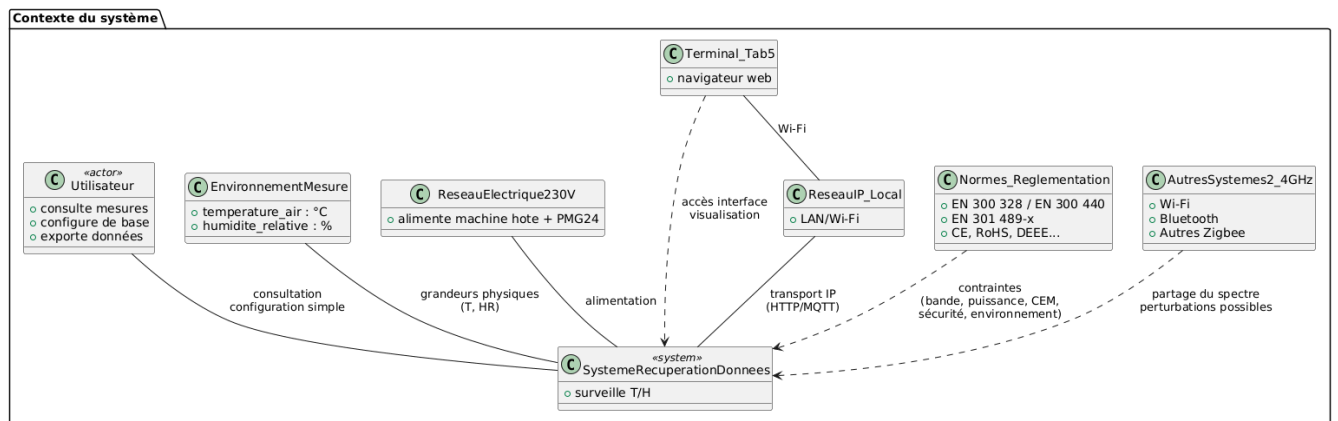 Contexte du système
C Terminal_Tab5
navigateur web
Wi-Fi
«actor»
C Utilisateur
consulte mesures
configure de base
exporte données
C EnvironnementMesure
temperature_air : °C
humidite_relative : %
C ReseauElectrique230V
alimente machine hote + PMG24
accès interface
visualisation
C ReseauIP_Local
LAN/Wi-Fi
C Normes_Reglementation
EN 300 328 / EN 300 440
EN 301 489-x
CE, RoHS, DEEE...
C AutresSystemes2_4GHz
Wi-Fi
Bluetooth
Autres Zigbee
consultation
configuration simple
grandeurs physiques
(T, HR)
alimentation
transport IP
(HTTP/MQTT)
contraintes
(bande, puissance, CEM,
sécurité, environnement)
partage du spectre
perturbations possibles
«system»
C SystemeRecuperationDonnees
surveille T/H